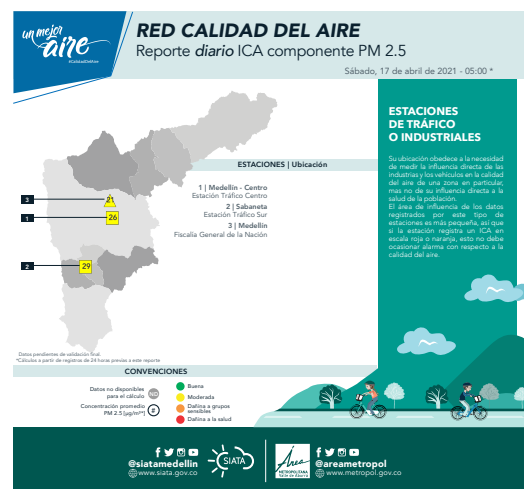 un mejor
aire
#CalidadDelAire
RED CALIDAD DEL AIRE
Reporte diario ICA componente PM 2.5
Sábado, 17 de abril de 2021 - 05:00 *
ESTACIONES | Ubicación
1 | Medellín - Centro
Estación Tráfico Centro
2 | Sabaneta
Estación Tráfico Sur
3 | Medellín
Fiscalía General de la Nación
3
21
1
26
2
29
ESTACIONES
DE TRÁFICO
O INDUSTRIALES
Su ubicación obedece a la necesidad
de medir la influencia directa de las
industrias y los vehículos en la calidad
del aire de una zona en particular,
mas no de su influencia directa a la
salud de la población.
El área de influencia de los datos
registrados por este tipo de
estaciones es más pequeña, así que
si la estación registra un ICA en
escala roja o naranja, esto no debe
ocasionar alarma con respecto a la
calidad del aire.
Datos pendientes de validación final.
*Cálculos a partir de registros de 24 horas previas a este reporte
CONVENCIONES
Datos no disponibles
para el cálculo
ND
Concentración promedio
PM 2.5 (µg/m³)
#
Buena
Moderada
Dañina a grupos
sensibles
Dañina a la salud
@siatamedellin
www.siata.gov.co
SIATA
Área
METROPOLITANA
Valle de Aburrá
@areametropol
www.metropol.gov.co